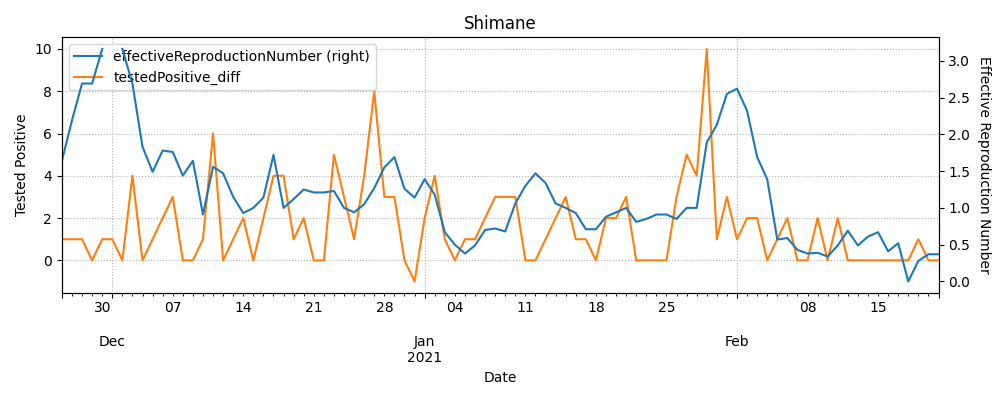 Shimane
effectiveReproductionNumber (right)
testedPositive_diff
Tested Positive
10
8
6
4
2
0
3.0
2.5
2.0
1.5
1.0
0.5
0.0
Effective Reproduction Number
30 07 14 21 28 04 11 18 25 08 15
Dec Jan Feb
2021
Date